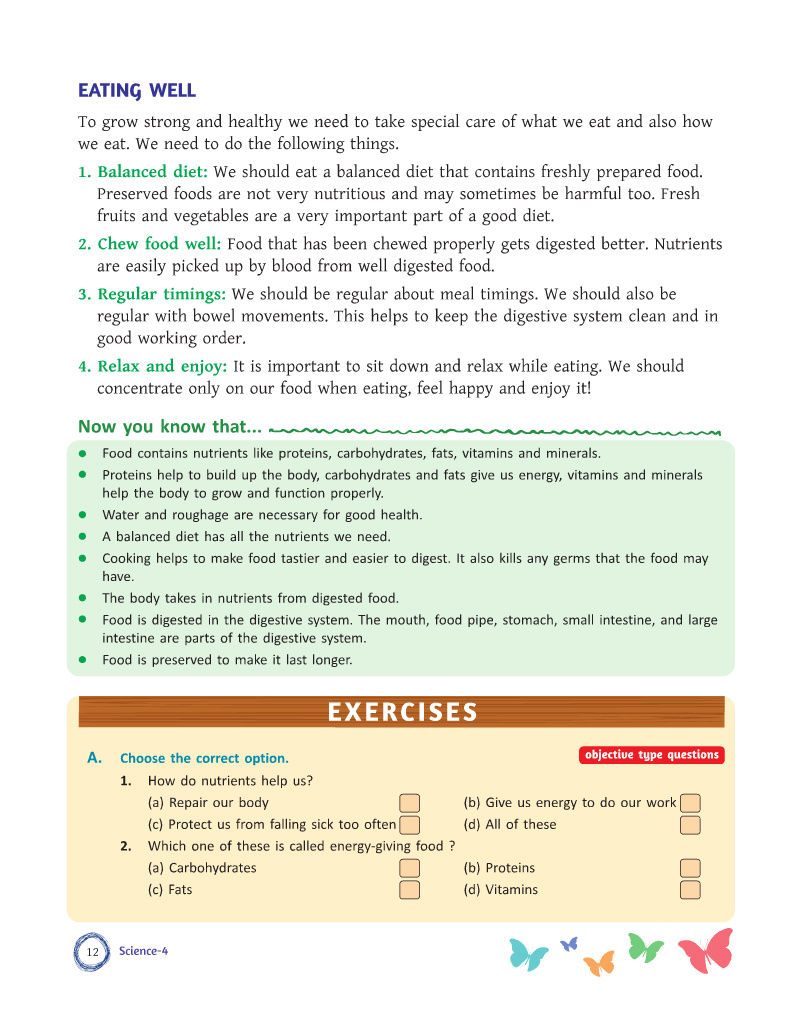 EATING WELL
To grow strong and healthy we need to take special care of what we eat and also how
we eat. We need to do the following things.
1. Balanced diet: We should eat a balanced diet that contains freshly prepared food.
Preserved foods are not very nutritious and may sometimes be harmful too. Fresh
fruits and vegetables are a very important part of a good diet.
2. Chew food well: Food that has been chewed properly gets digested better. Nutrients
are easily picked up by blood from well digested food.
3. Regular timings: We should be regular about meal timings. We should also be
regular with bowel movements. This helps to keep the digestive system clean and in
good working order.
4. Relax and enjoy: It is important to sit down and relax while eating. We should
concentrate only on our food when eating, feel happy and enjoy it!
Now you know that...
● Food contains nutrients like proteins, carbohydrates, fats, vitamins and minerals.
● Proteins help to build up the body, carbohydrates and fats give us energy, vitamins and minerals
help the body to grow and function properly.
● Water and roughage are necessary for good health.
● A balanced diet has all the nutrients we need.
● Cooking helps to make food tastier and easier to digest. It also kills any germs that the food may
have.
● The body takes in nutrients from digested food.
● Food is digested in the digestive system. The mouth, food pipe, stomach, small intestine, and large
intestine are parts of the digestive system.
● Food is preserved to make it last longer.
EXERCISES
objective type questions
A. Choose the correct option.
1. How do nutrients help us?
(a) Repair our body (b) Give us energy to do our work
(c) Protect us from falling sick too often (d) All of these
2. Which one of these is called energy-giving food ?
(a) Carbohydrates (b) Proteins
(c) Fats (d) Vitamins
12 Science-4